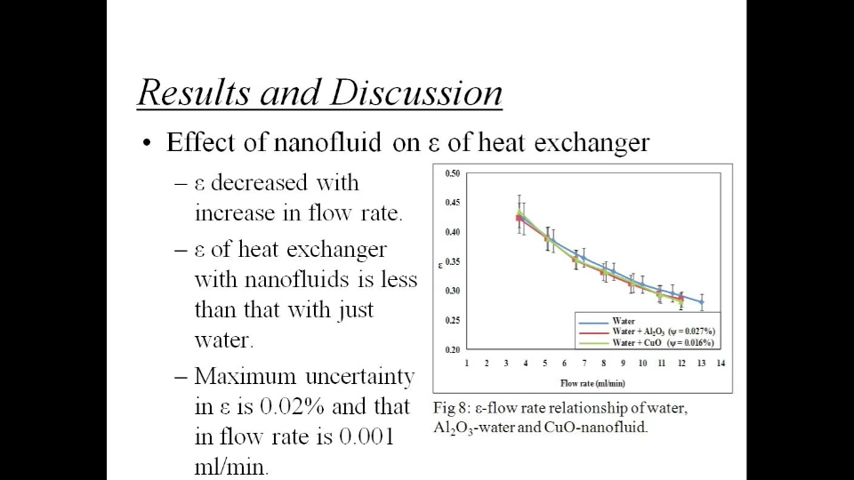 Results and Discussion
• Effect of nanofluid on ε of heat exchanger
– ε decreased with
increase in flow rate.
– ε of heat exchanger
with nanofluids is less
than that with just
water.
– Maximum uncertainty
in ε is 0.02% and that
in flow rate is 0.001
ml/min.
0.50
0.45
0.40
0.35
0.30
0.25
0.20
ε
Water
Water + Al₂O₃ (ψ = 0.027%)
Water + CuO (ψ = 0.016%)
1 2 3 4 5 6 7 8 9 10 11 12 13 14
Flow rate (ml/min)
Fig 8: ε-flow rate relationship of water,
Al₂O₃-water and CuO-nanofluid.